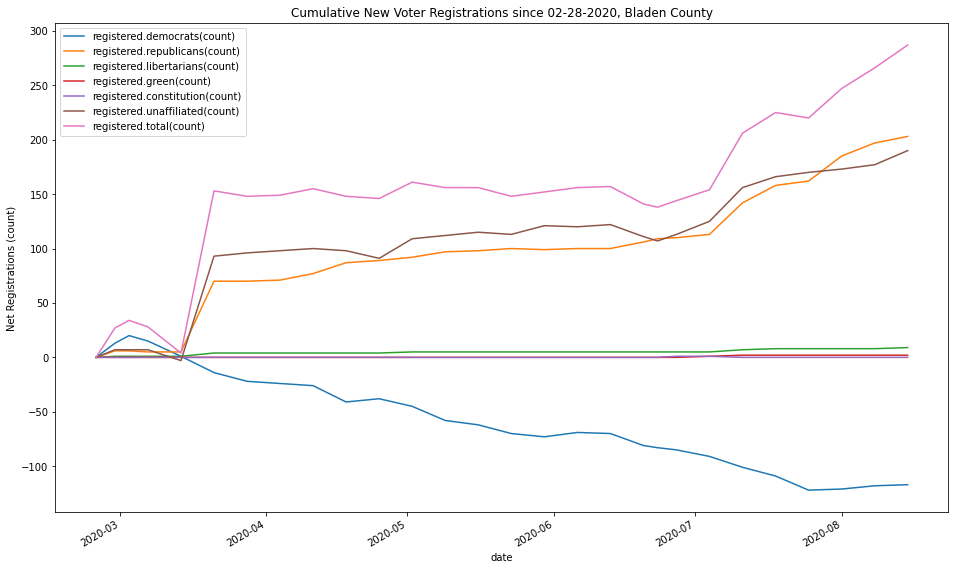 Cumulative New Voter Registrations since 02-28-2020, Bladen County
registered.democrats(count)
registered.republicans(count)
registered.libertarians(count)
registered.green(count)
registered.constitution(count)
registered.unaffiliated(count)
registered.total(count)
Net Registrations (count)
300
250
200
150
100
50
0
−50
−100
2020-03
2020-04
2020-05
2020-06
2020-07
2020-08
date